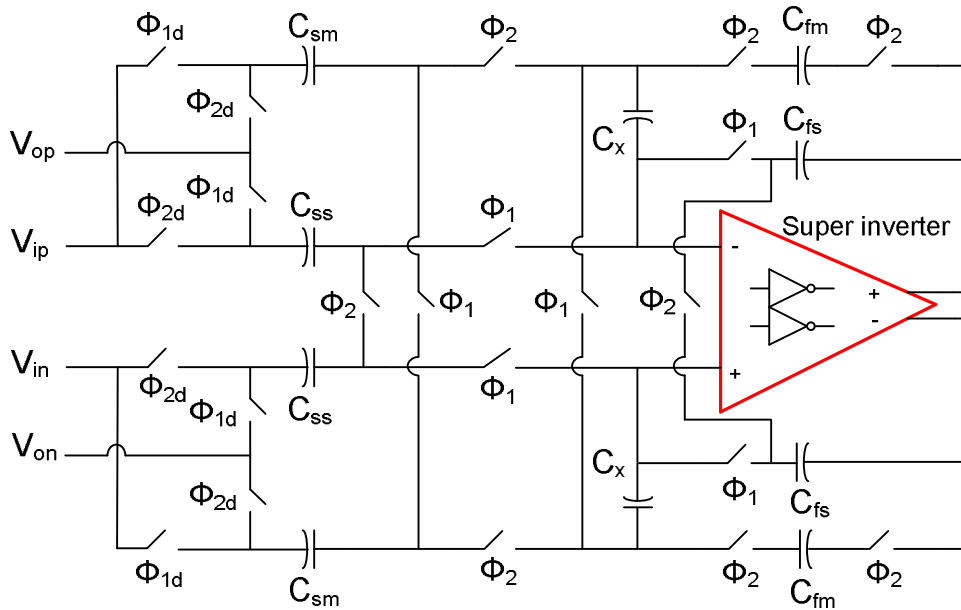 Φ1d Csm Φ2 Φ2 Cfm Φ2
Φ2d Cx Φ1 Cfs
Vop
Φ1d
Φ2d Css Φ1
Vip Super inverter
-
Φ2 Φ1 Φ1 Φ2 +
-
Vin
Φ2d Φ1d Css Φ1 +
Von
Φ2d Cx Φ1 Cfs
Φ1d Csm Φ2 Φ2 Cfm Φ2